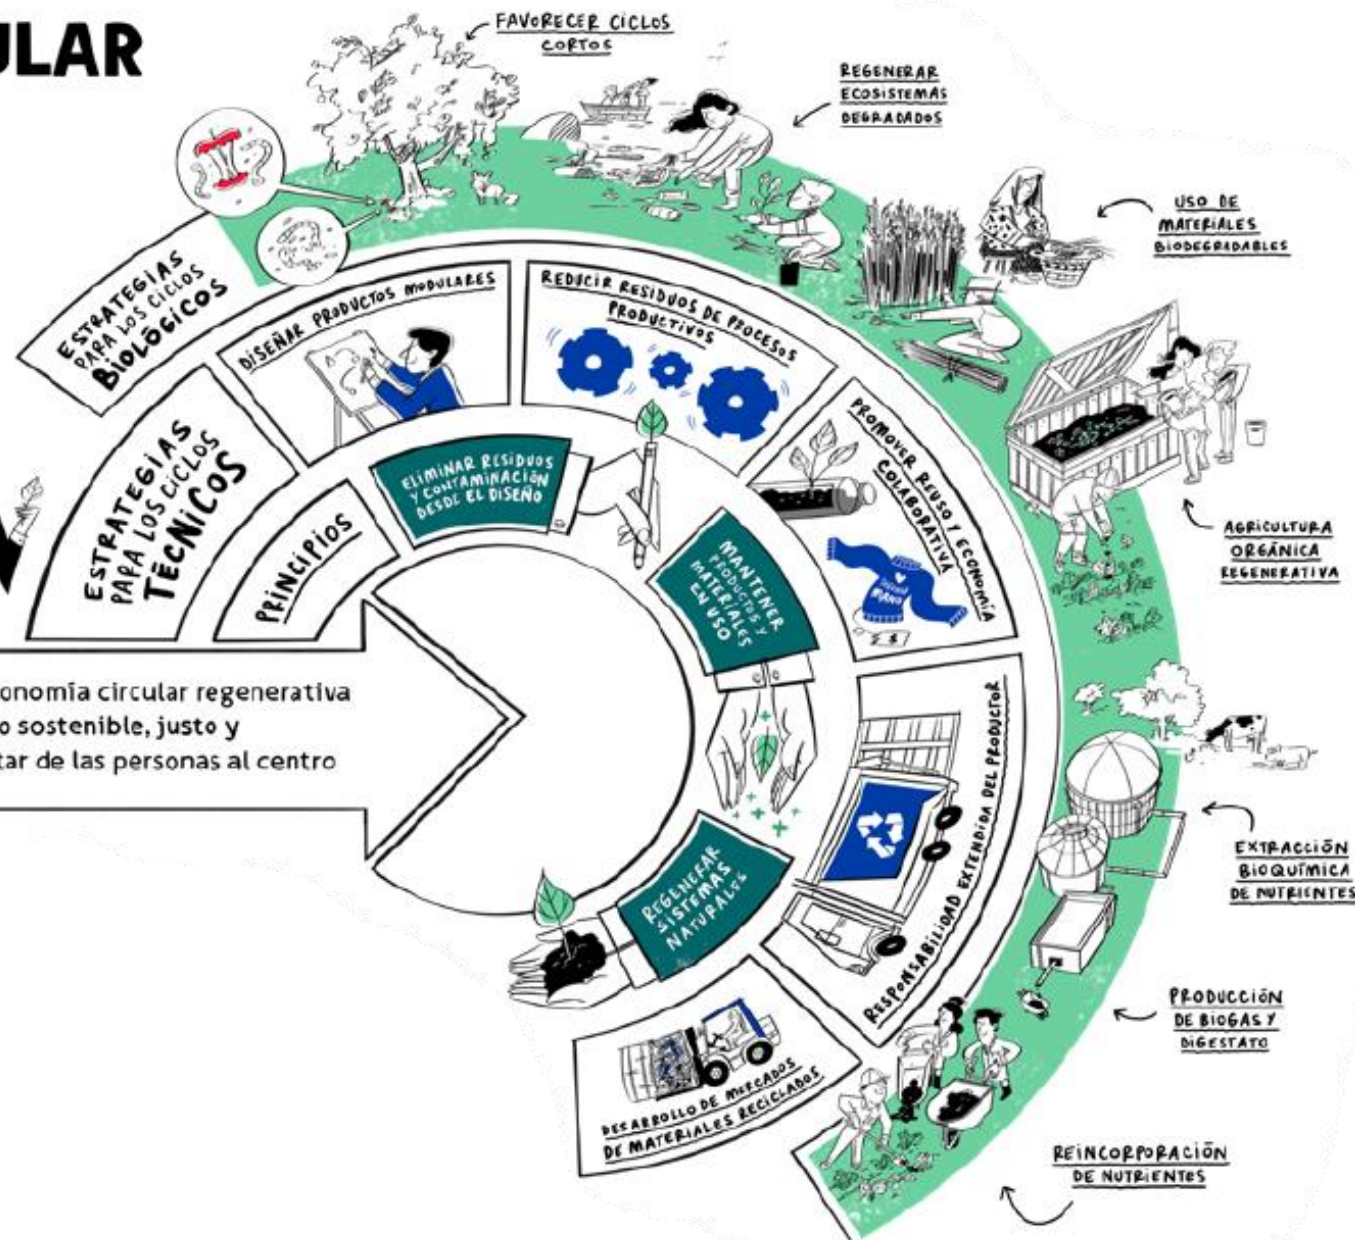 ULAR
FAVORECER CICLOS
CORTOS
REGENERAR
ECOSISTEMAS
DEGRADADOS
USO DE
MATERIALES
BIODEGRADABLES
AGRICULTURA
ORGÁNICA
REGENERATIVA
EXTRACCIÓN
BIOQUÍMICA
DE NUTRIENTES
PRODUCCIÓN
DE BIOGAS Y
DIGESTATO
REINCORPORACIÓN
DE NUTRIENTES
ESTRATEGIAS
PARA LOS CICLOS
BIOLÓGICOS
ESTRATEGIAS
PARA LOS CICLOS
TÉCNICOS
DISEÑAR PRODUCTOS MODULARES
REDUCIR RESIDUOS DE PROCESOS
PRODUCTIVOS
PROMOVER REUSO Y ECONOMÍA
COLABORATIVA
RESPONSABILIDAD EXTENDIDA DEL PRODUCTOR
DESARROLLO DE MERCADOS
DE MATERIALES RECICLADOS
PRINCIPIOS
ELIMINAR RESIDUOS
Y CONTAMINACIÓN
DESDE EL DISEÑO
MANTENER
PRODUCTOS Y
MATERIALES
EN USO
REGENERAR
SISTEMAS
NATURALES
onomía circular regenerativa
o sostenible, justo y
tar de las personas al centro